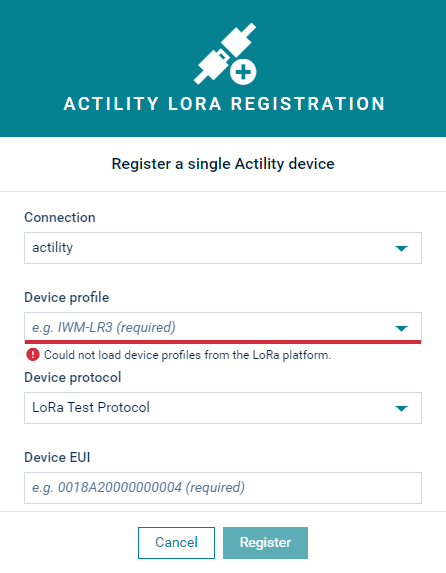 ACTILITY LORA REGISTRATION
Register a single Actility device
Connection
actility
Device profile
e.g. IWM-LR3 (required)
Could not load device profiles from the LoRa platform.
Device protocol
LoRa Test Protocol
Device EUI
e.g. 0018A20000000004 (required)
Cancel
Register